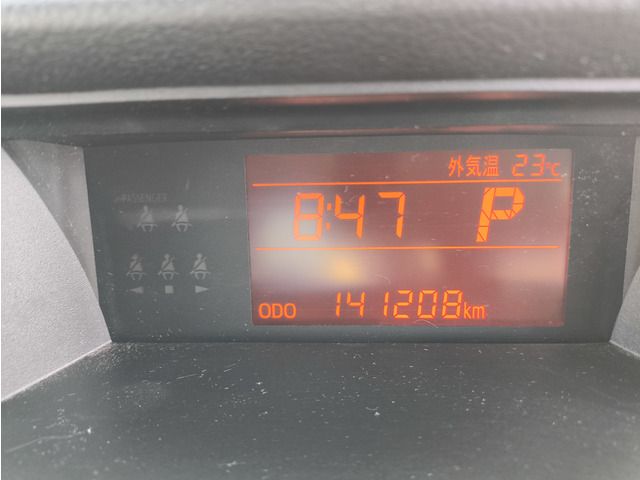 PASSENGER
外気温 23℃
8:47 P
ODO 141208km